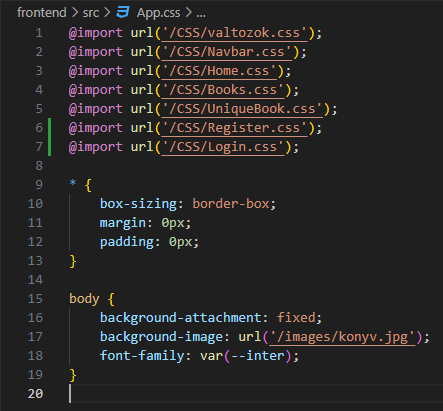 frontend > src > App.css > ...
1 @import url('/CSS/valtozok.css');
2 @import url('/CSS/Navbar.css');
3 @import url('/CSS/Home.css');
4 @import url('/CSS/Books.css');
5 @import url('/CSS/UniqueBook.css');
6 @import url('/CSS/Register.css');
7 @import url('/CSS/Login.css');
8
9 * {
10 box-sizing: border-box;
11 margin: 0px;
12 padding: 0px;
13 }
14
15 body {
16 background-attachment: fixed;
17 background-image: url('/images/konyv.jpg');
18 font-family: var(--inter);
19 }
20